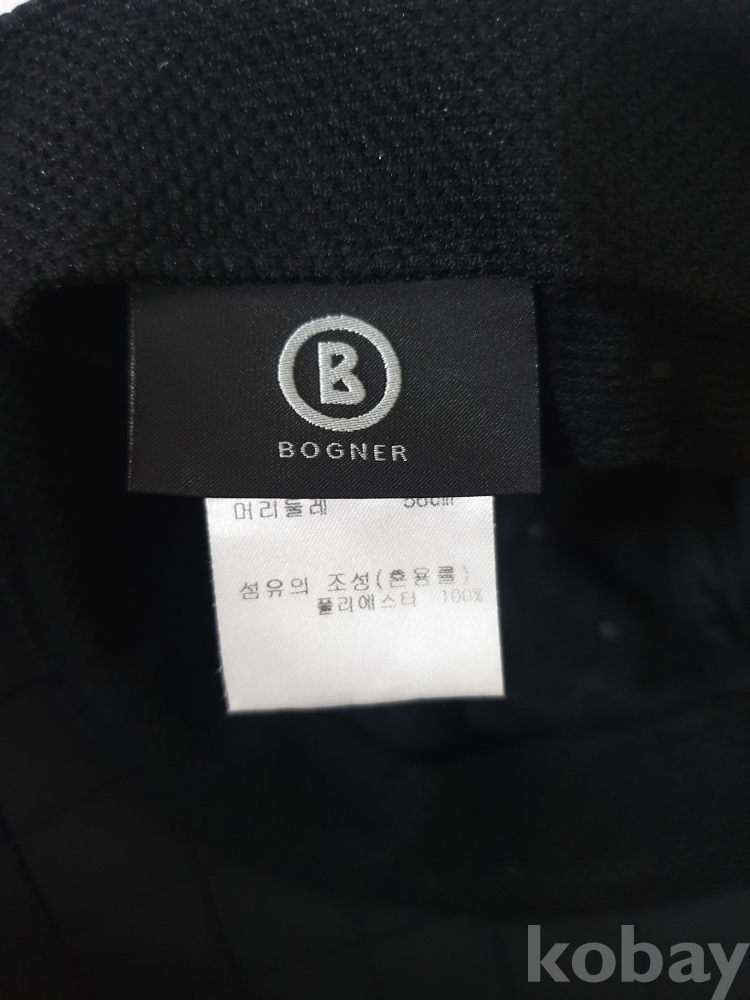 B
BOGNER
머리둘레
섬유의 조성(혼용률)
폴리에스터 100%
kobay